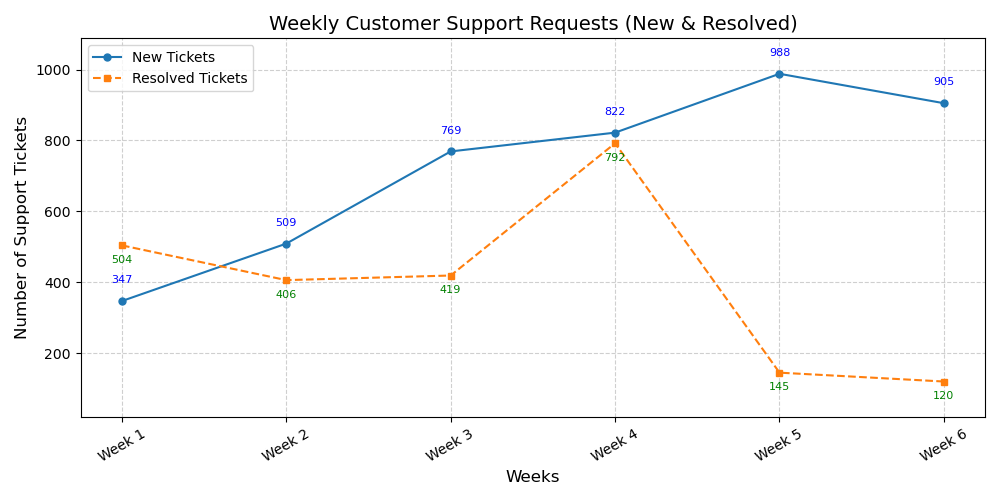 Weekly Customer Support Requests (New & Resolved)
New Tickets
Resolved Tickets
Number of Support Tickets
1000
800
600
400
200
347
509
769
822
988
905
504
406
419
792
145
120
Week 1
Week 2
Week 3
Week 4
Week 5
Week 6
Weeks